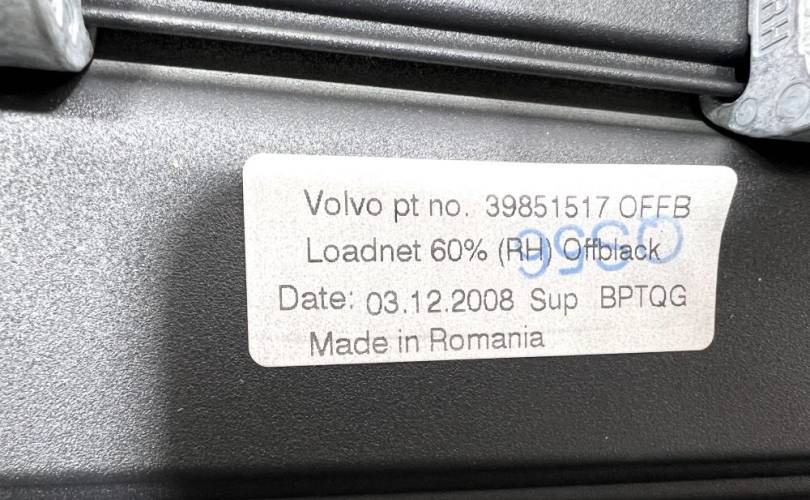 Volvo pt no. 39851517 OFFB
Loadnet 60% (RH) Offblack
Date: 03.12.2008 Sup BPTQG
Made in Romania